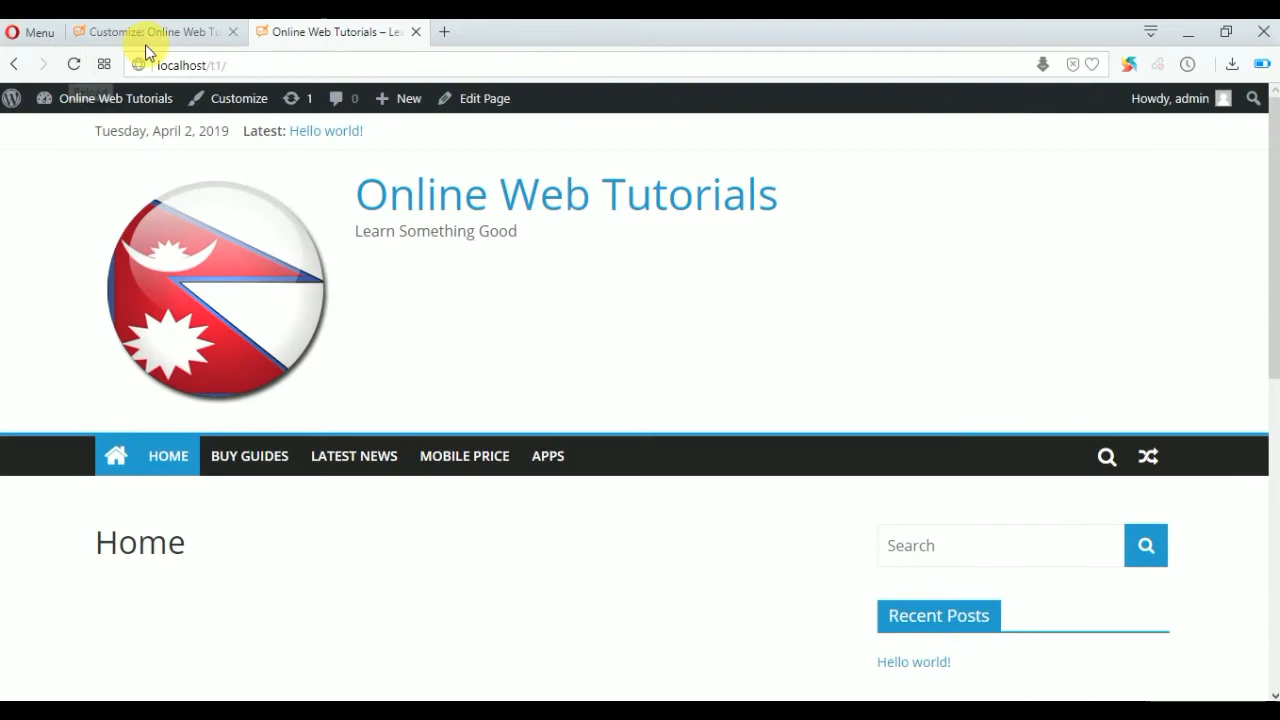 Menu
Customize: Online Web Tu
Online Web Tutorials – Lea
localhost/t1/
Reload
Online Web Tutorials
Customize
1
0
New
Edit Page
Howdy, admin
Tuesday, April 2, 2019
Latest: Hello world!
Online Web Tutorials
Learn Something Good
HOME
BUY GUIDES
LATEST NEWS
MOBILE PRICE
APPS
Home
Search
Recent Posts
Hello world!